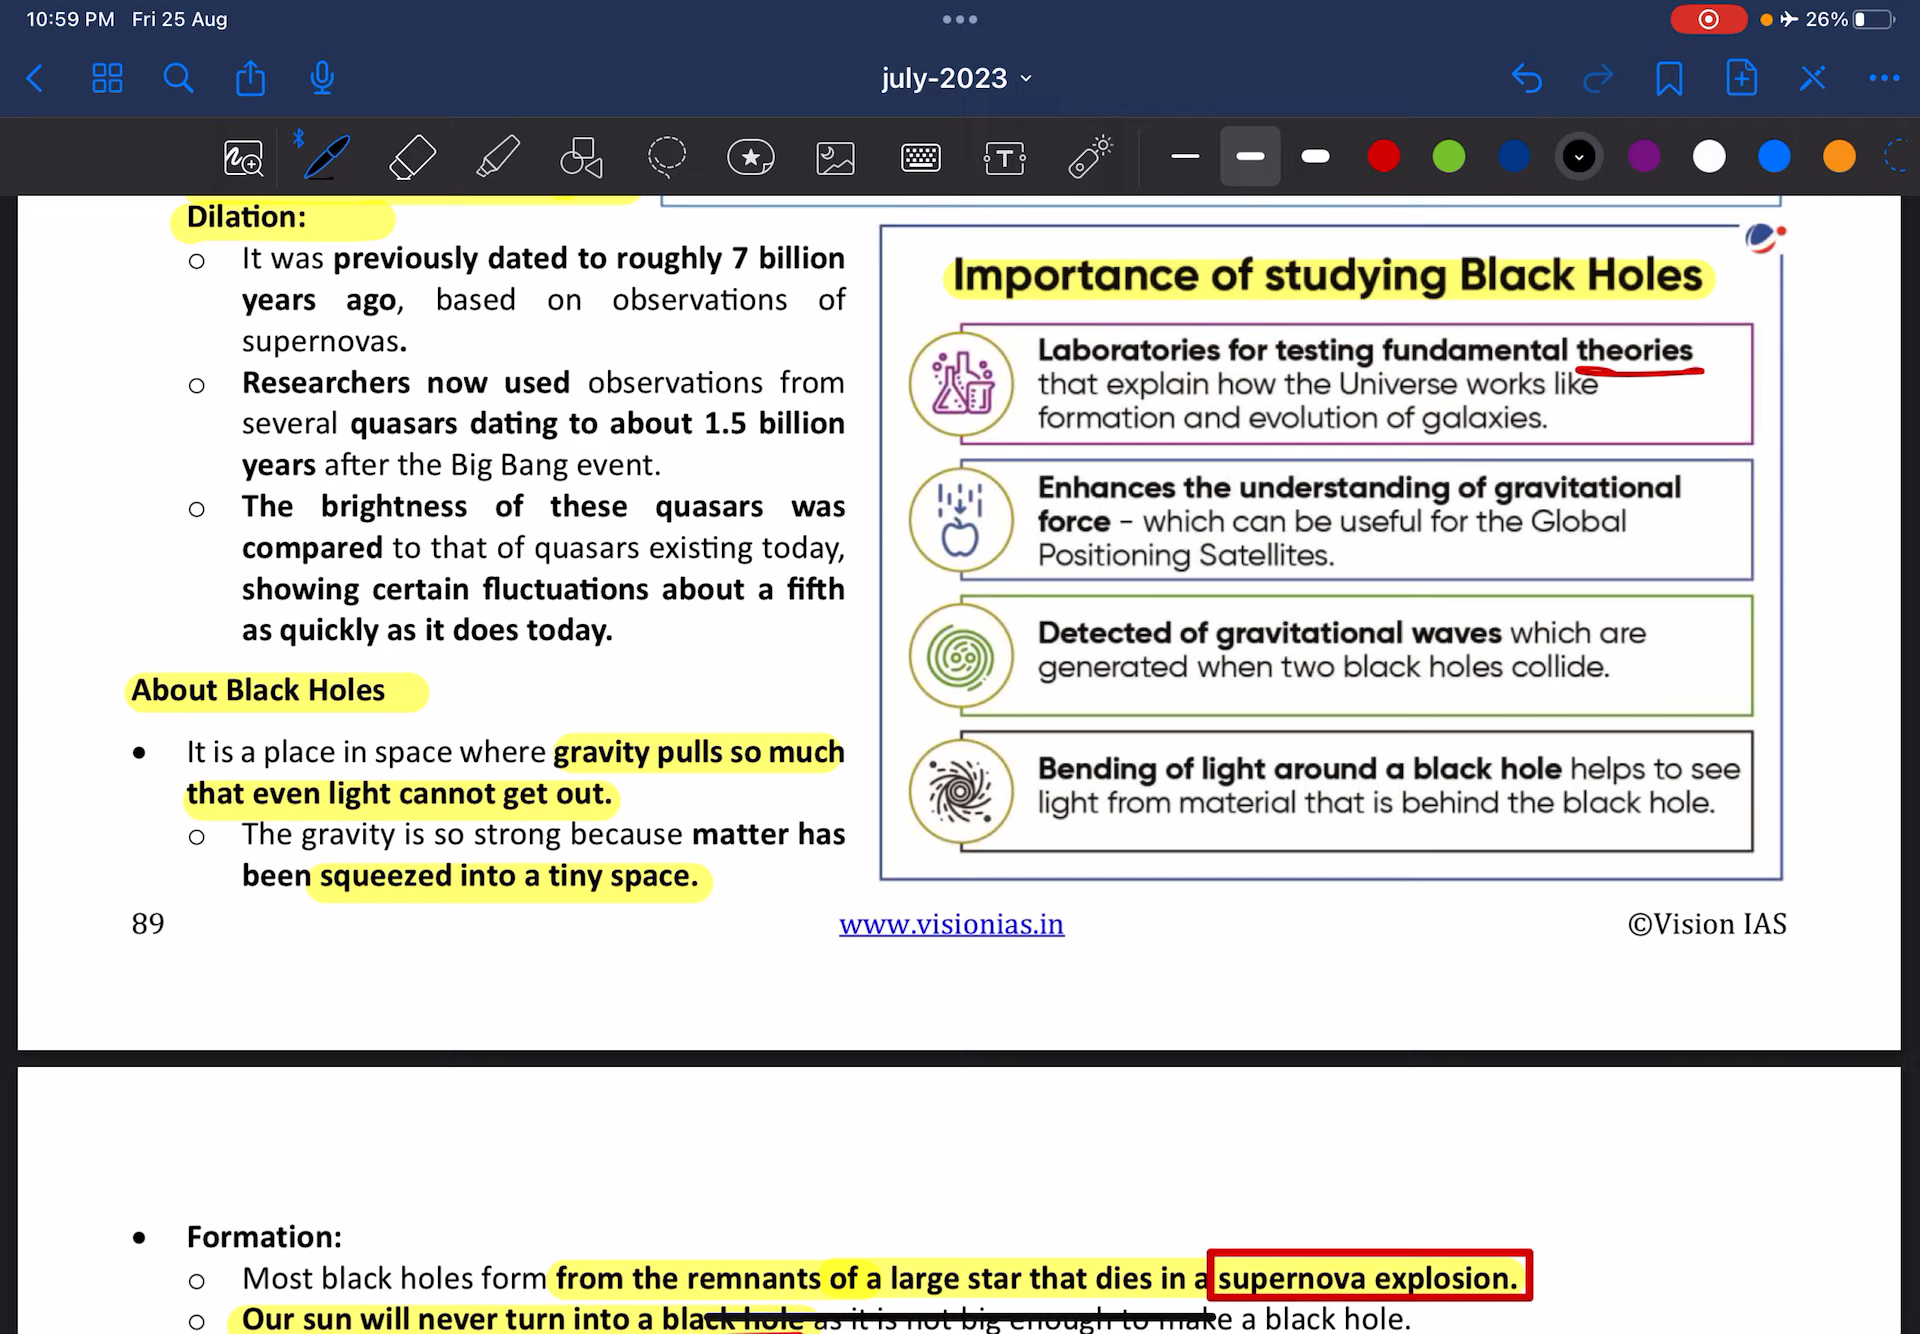 10:59 PM Fri 25 Aug
26%
july-2023
Dilation:
o It was previously dated to roughly 7 billion
years ago, based on observations of
supernovas.
o Researchers now used observations from
several quasars dating to about 1.5 billion
years after the Big Bang event.
o The brightness of these quasars was
compared to that of quasars existing today,
showing certain fluctuations about a fifth
as quickly as it does today.
About Black Holes
• It is a place in space where gravity pulls so much
that even light cannot get out.
o The gravity is so strong because matter has
been squeezed into a tiny space.
Importance of studying Black Holes
Laboratories for testing fundamental theories
that explain how the Universe works like
formation and evolution of galaxies.
Enhances the understanding of gravitational
force - which can be useful for the Global
Positioning Satellites.
Detected of gravitational waves which are
generated when two black holes collide.
Bending of light around a black hole helps to see
light from material that is behind the black hole.
89
www.visionias.in
©Vision IAS
• Formation:
o Most black holes form from the remnants of a large star that dies in a supernova explosion.
o Our sun will never turn into a black hole as it is not big enough to make a black hole.